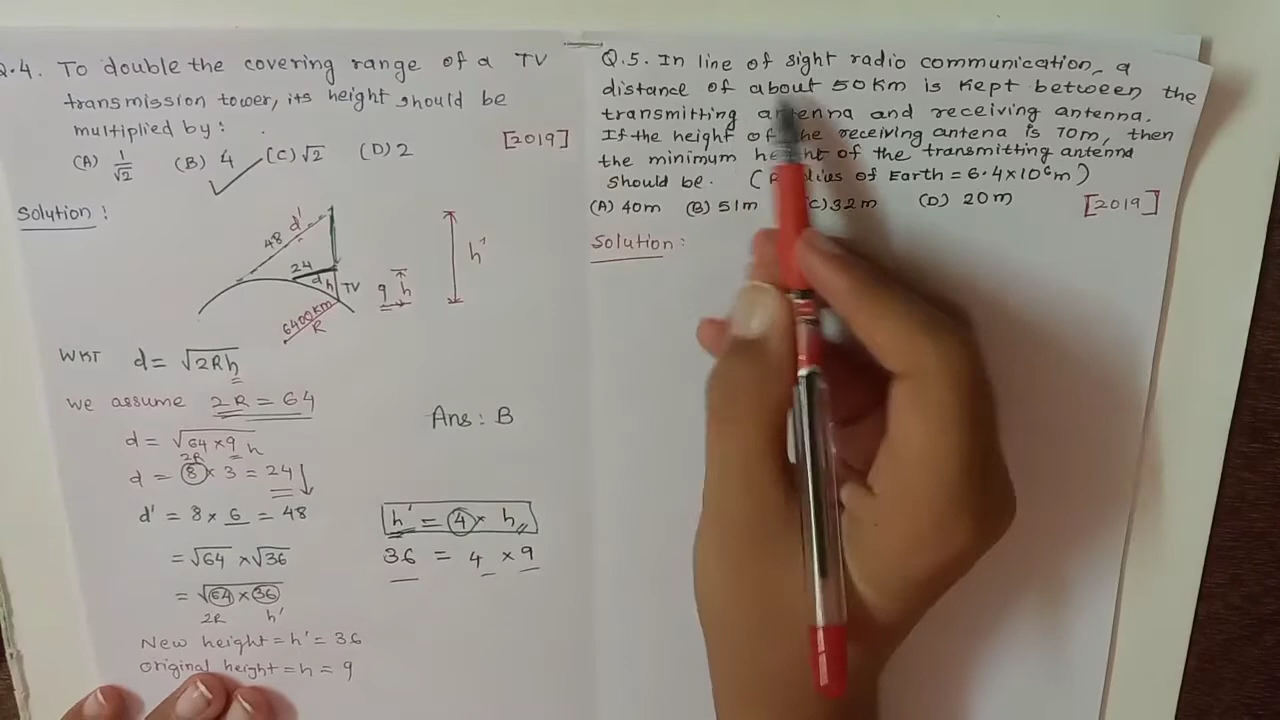 Q.4. To double the covering range of a TV
transmission tower, its height should be
multiplied by:
(A) 1/√2 (B) 4 (C) √2 (D) 2 [2019]
Solution:
48 d'
24
d h TV
6400km
R
9 h
h'
WKT d = √2Rh
We assume 2R = 64
d = √64 × 9 h
2R
d = 8 × 3 = 24 ↓
d' = 8 × 6 = 48
= √64 × √36
= √64 × 36
2R h'
New height = h' = 36
original height = h = 9
Ans: B
h' = 4 × h
36 = 4 × 9
Q.5. In line of sight radio communication, a
distance of about 50km is kept between the
transmitting antenna and receiving antenna.
If the height of the receiving antena is 70m, then
the minimum height of the transmitting antenna
should be. (Radius of Earth = 6.4×10⁶m)
(A) 40m (B) 51m (C) 32m (D) 20m [2019]
Solution: